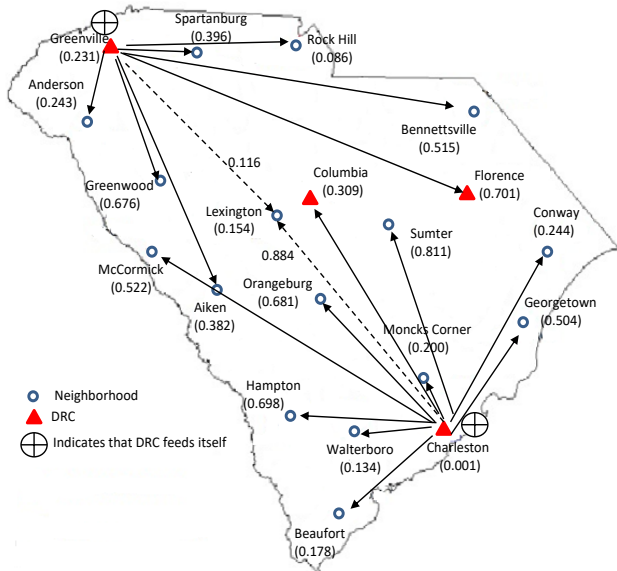 Spartanburg
(0.396)
Greenville
(0.231)
Rock Hill
(0.086)
Anderson
(0.243)
Bennettsville
(0.515)
0.116
Columbia
(0.309)
Florence
(0.701)
Greenwood
(0.676)
Lexington
(0.154)
Conway
(0.244)
Sumter
(0.811)
0.884
McCormick
(0.522)
Orangeburg
(0.681)
Aiken
(0.382)
Georgetown
(0.504)
Moncks Corner
(0.200)
Hampton
(0.698)
Neighborhood
DRC
Indicates that DRC feeds itself
Walterboro
(0.134)
Charleston
(0.001)
Beaufort
(0.178)